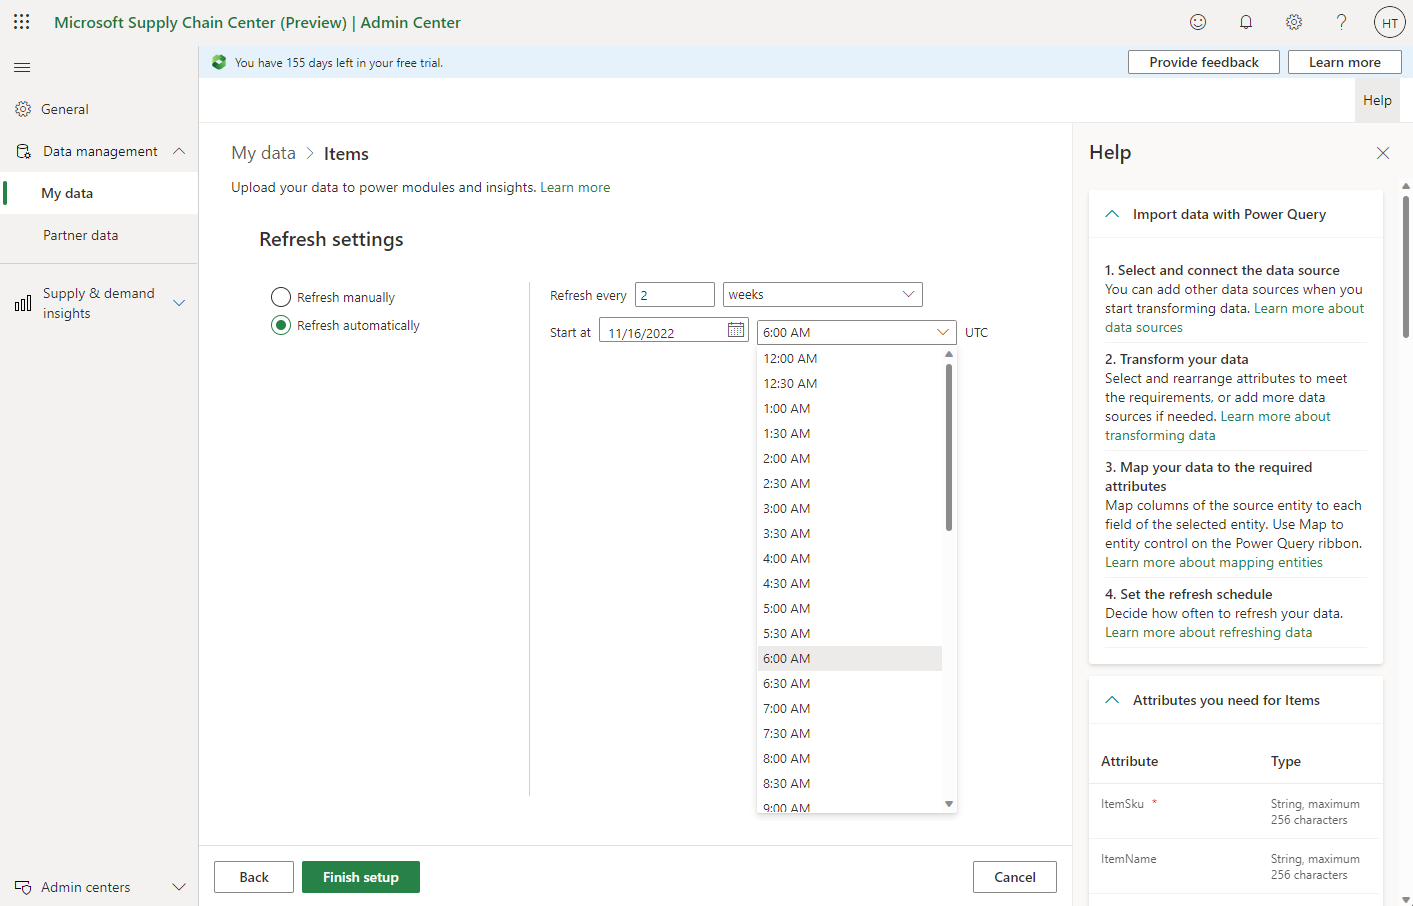 Microsoft Supply Chain Center (Preview) | Admin Center
HT
You have 155 days left in your free trial.
Provide feedback
Learn more
Help
General
Data management
My data
Partner data
Supply & demand
insights
Admin centers
My data > Items
Upload your data to power modules and insights. Learn more
Refresh settings
Refresh manually
Refresh automatically
Refresh every 2 weeks
Start at 11/16/2022 6:00 AM UTC
12:00 AM
12:30 AM
1:00 AM
1:30 AM
2:00 AM
2:30 AM
3:00 AM
3:30 AM
4:00 AM
4:30 AM
5:00 AM
5:30 AM
6:00 AM
6:30 AM
7:00 AM
7:30 AM
8:00 AM
8:30 AM
9:00 AM
Back
Finish setup
Cancel
Help
Import data with Power Query
1. Select and connect the data source
You can add other data sources when you
start transforming data. Learn more about
data sources
2. Transform your data
Select and rearrange attributes to meet
the requirements, or add more data
sources if needed. Learn more about
transforming data
3. Map your data to the required
attributes
Map columns of the source entity to each
field of the selected entity. Use Map to
entity control on the Power Query ribbon.
Learn more about mapping entities
4. Set the refresh schedule
Decide how often to refresh your data.
Learn more about refreshing data
Attributes you need for Items
Attribute Type
ItemSku * String, maximum
256 characters
ItemName String, maximum
256 characters